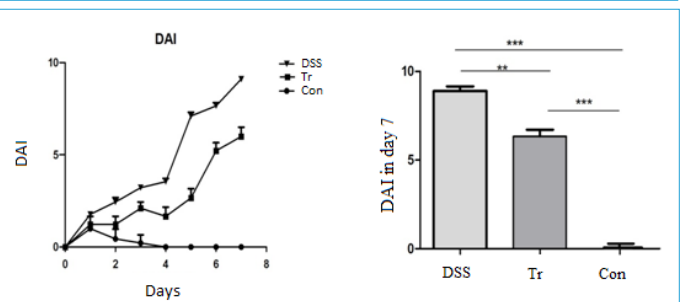 DAI
DSS
Tr
Con
10
5
0
DAI
0
2
4
6
8
Days
***
**
***
10
5
0
DAI in day 7
DSS
Tr
Con